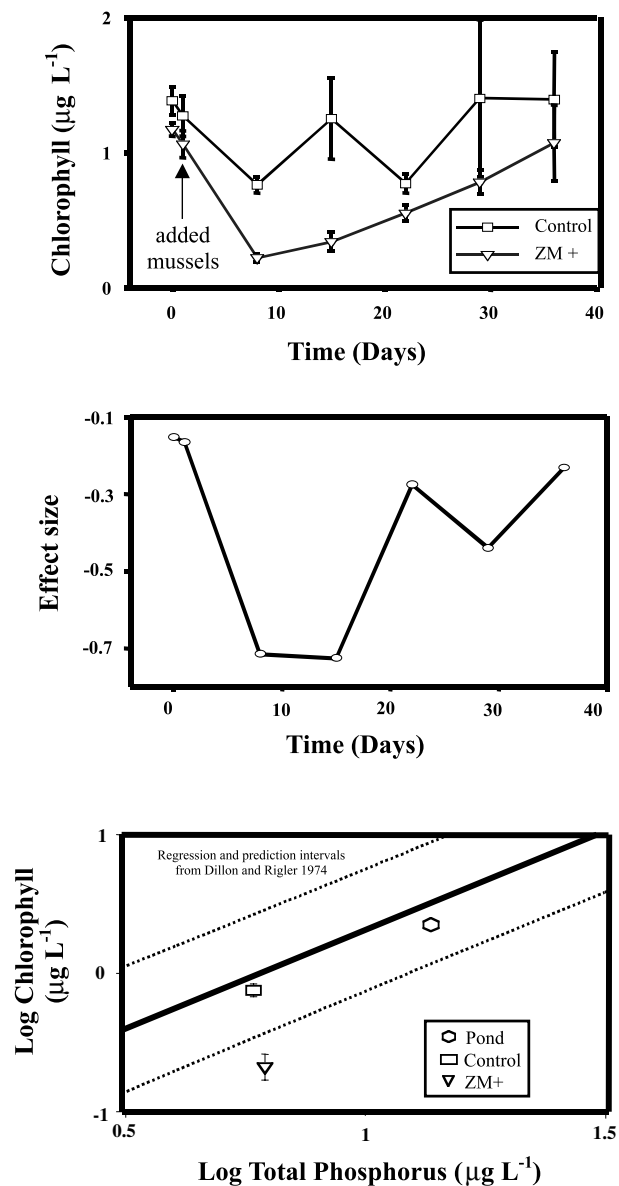 2
1
0
Chlorophyll (µg L-1)
added
mussels
Control
ZM +
0
10
20
30
40
Time (Days)
-0.1
-0.3
-0.5
-0.7
Effect size
0
10
20
30
40
Time (Days)
1
0
-1
Log Chlorophyll
(µg L-1)
Regression and prediction intervals
from Dillon and Rigler 1974
Pond
Control
ZM+
0.5
1
1.5
Log Total Phosphorus (µg L-1)